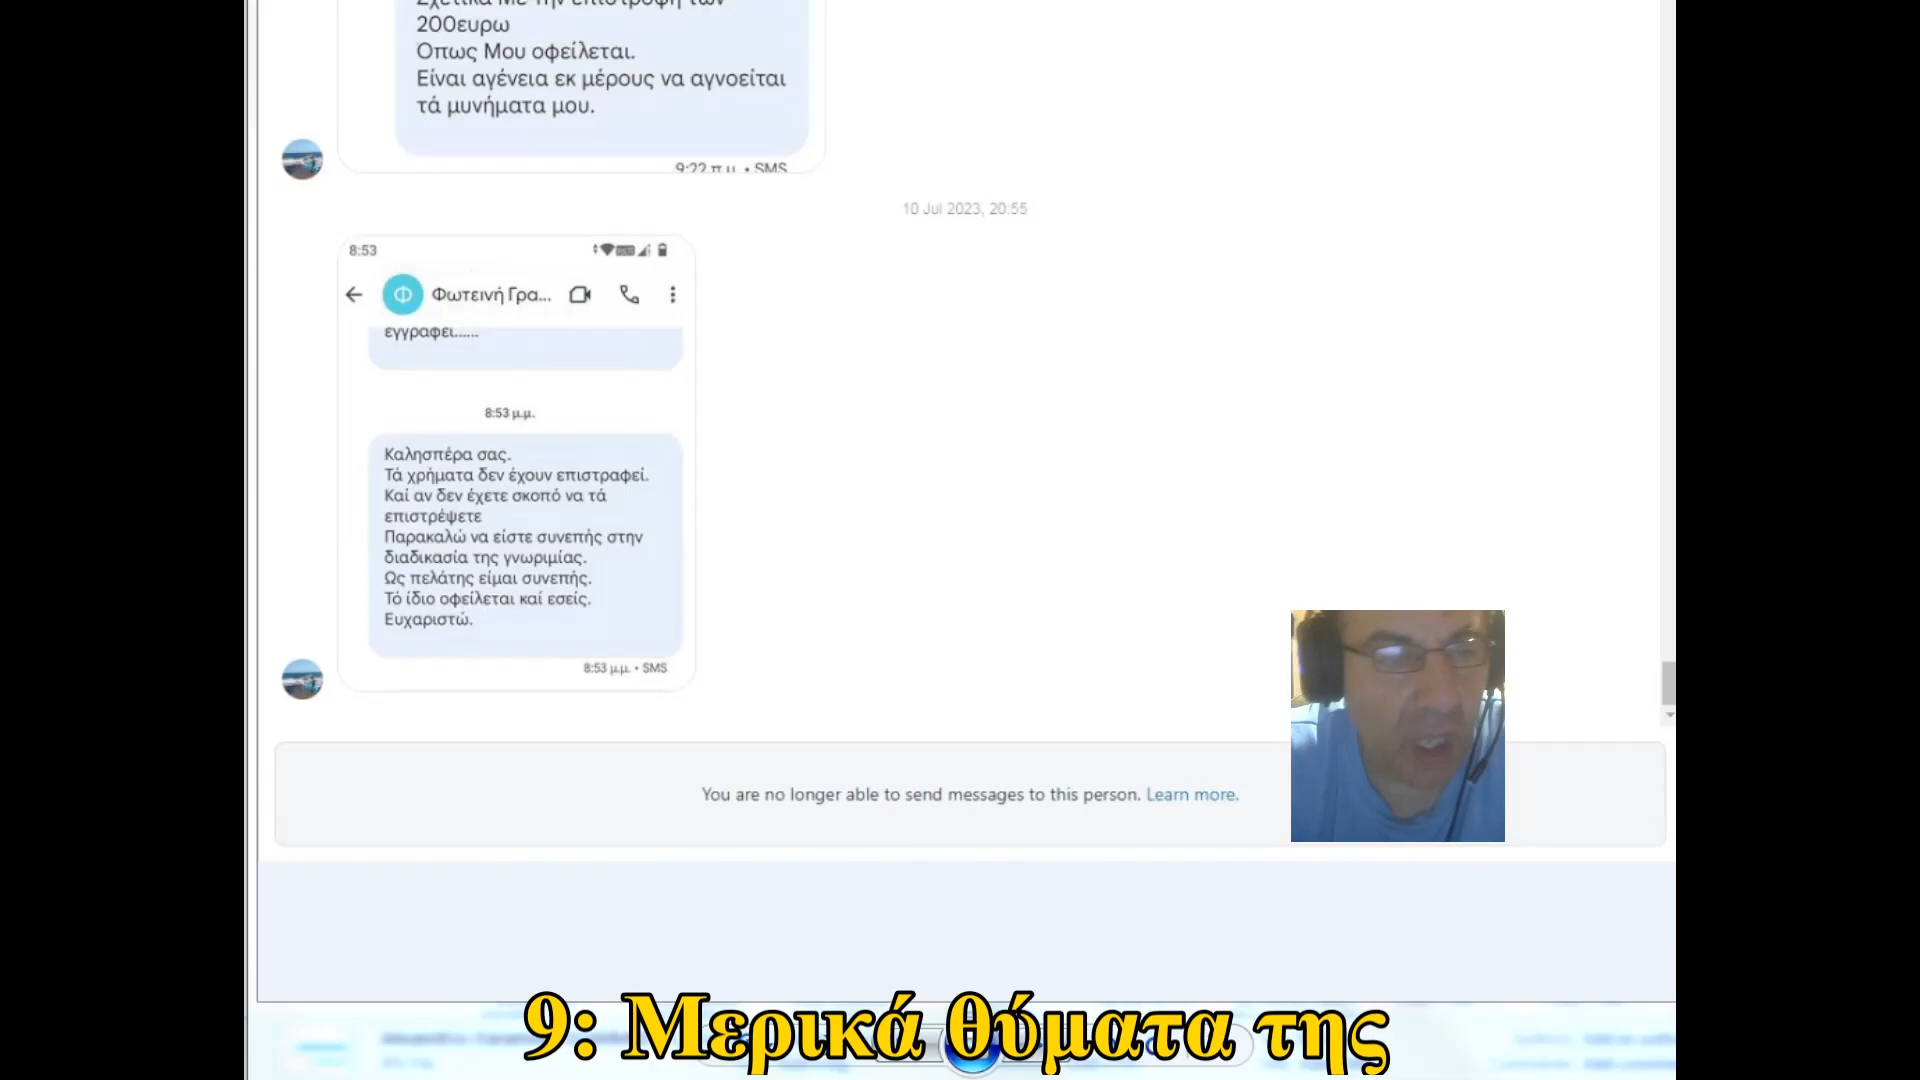 200ευρω
Οπως Μου οφείλεται.
Είναι αγένεια εκ μέρους να αγνοείται
τά μυνήματα μου.
9:22 π.μ. • SMS
10 Jul 2023, 20:55
8:53
Φ
Φωτεινή Γρα...
εγγραφει......
8:53 μ.μ.
Καλησπέρα σας.
Τά χρήματα δεν έχουν επιστραφεί.
Καί αν δεν έχετε σκοπό να τά
επιστρέψετε
Παρακαλώ να είστε συνεπής στην
διαδικασία της γνωριμίας.
Ως πελάτης είμαι συνεπής.
Τό ίδιο οφείλεται καί εσείς.
Ευχαριστώ.
8:53 μ.μ. • SMS
You are no longer able to send messages to this person. Learn more.
9: Μερικά θύματα της